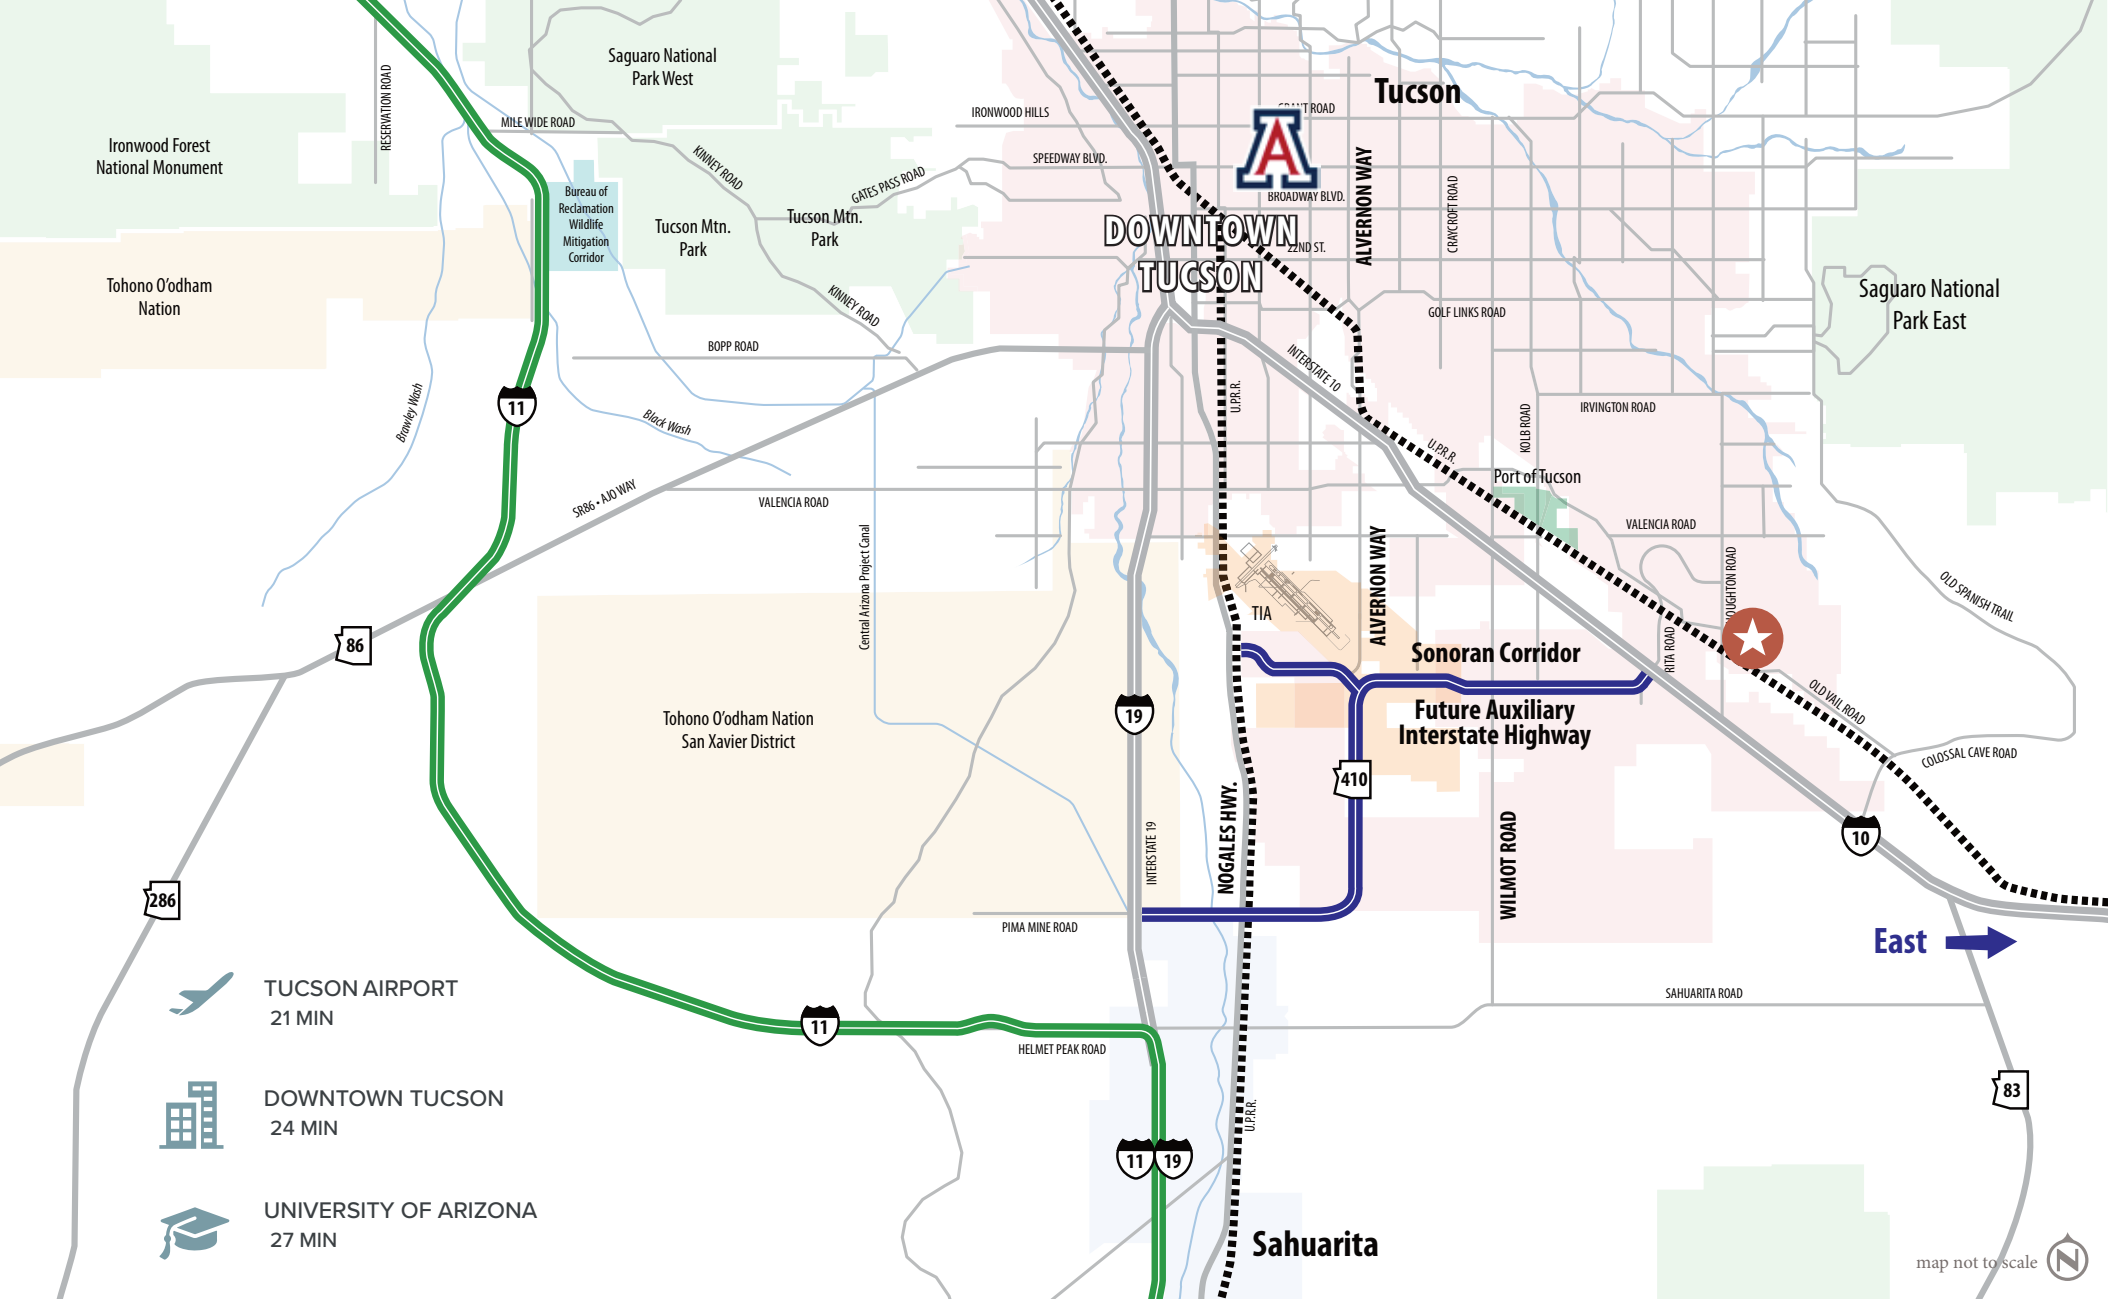 Saguaro National
Park West
RESERVATION ROAD
MILE WIDE ROAD
Ironwood Forest
National Monument
KINNEY ROAD
GATES PASS ROAD
IRONWOOD HILLS
SPEEDWAY BLVD.
Tucson
GRANT ROAD
A
BROADWAY BLVD.
ALVERNON WAY
CRAYCROFT ROAD
DOWNTOWN
TUCSON
22ND ST.
Bureau of
Reclamation
Wildlife
Mitigation
Corridor
Tucson Mtn.
Park
Tucson Mtn.
Park
Tohono O'odham
Nation
KINNEY ROAD
BOPP ROAD
GOLF LINKS ROAD
Saguaro National
Park East
INTERSTATE 10
U.P.R.R.
11
Brawley Wash
Black Wash
IRVINGTON ROAD
KOLB ROAD
U.P.R.R.
Port of Tucson
SR86 • AJO WAY
VALENCIA ROAD
VALENCIA ROAD
Central Arizona Project Canal
ALVERNON WAY
OLD SPANISH TRAIL
TIA
RITA ROAD
86
Sonoran Corridor
Future Auxiliary
Interstate Highway
OLD VAIL ROAD
COLOSSAL CAVE ROAD
Tohono O'odham Nation
San Xavier District
19
410
NOGALES HWY.
INTERSTATE 19
WILMOT ROAD
10
286
PIMA MINE ROAD
East
SAHUARITA ROAD
TUCSON AIRPORT
21 MIN
11
HELMET PEAK ROAD
83
DOWNTOWN TUCSON
24 MIN
U.P.R.R.
11
19
UNIVERSITY OF ARIZONA
27 MIN
Sahuarita
map not to scale
N